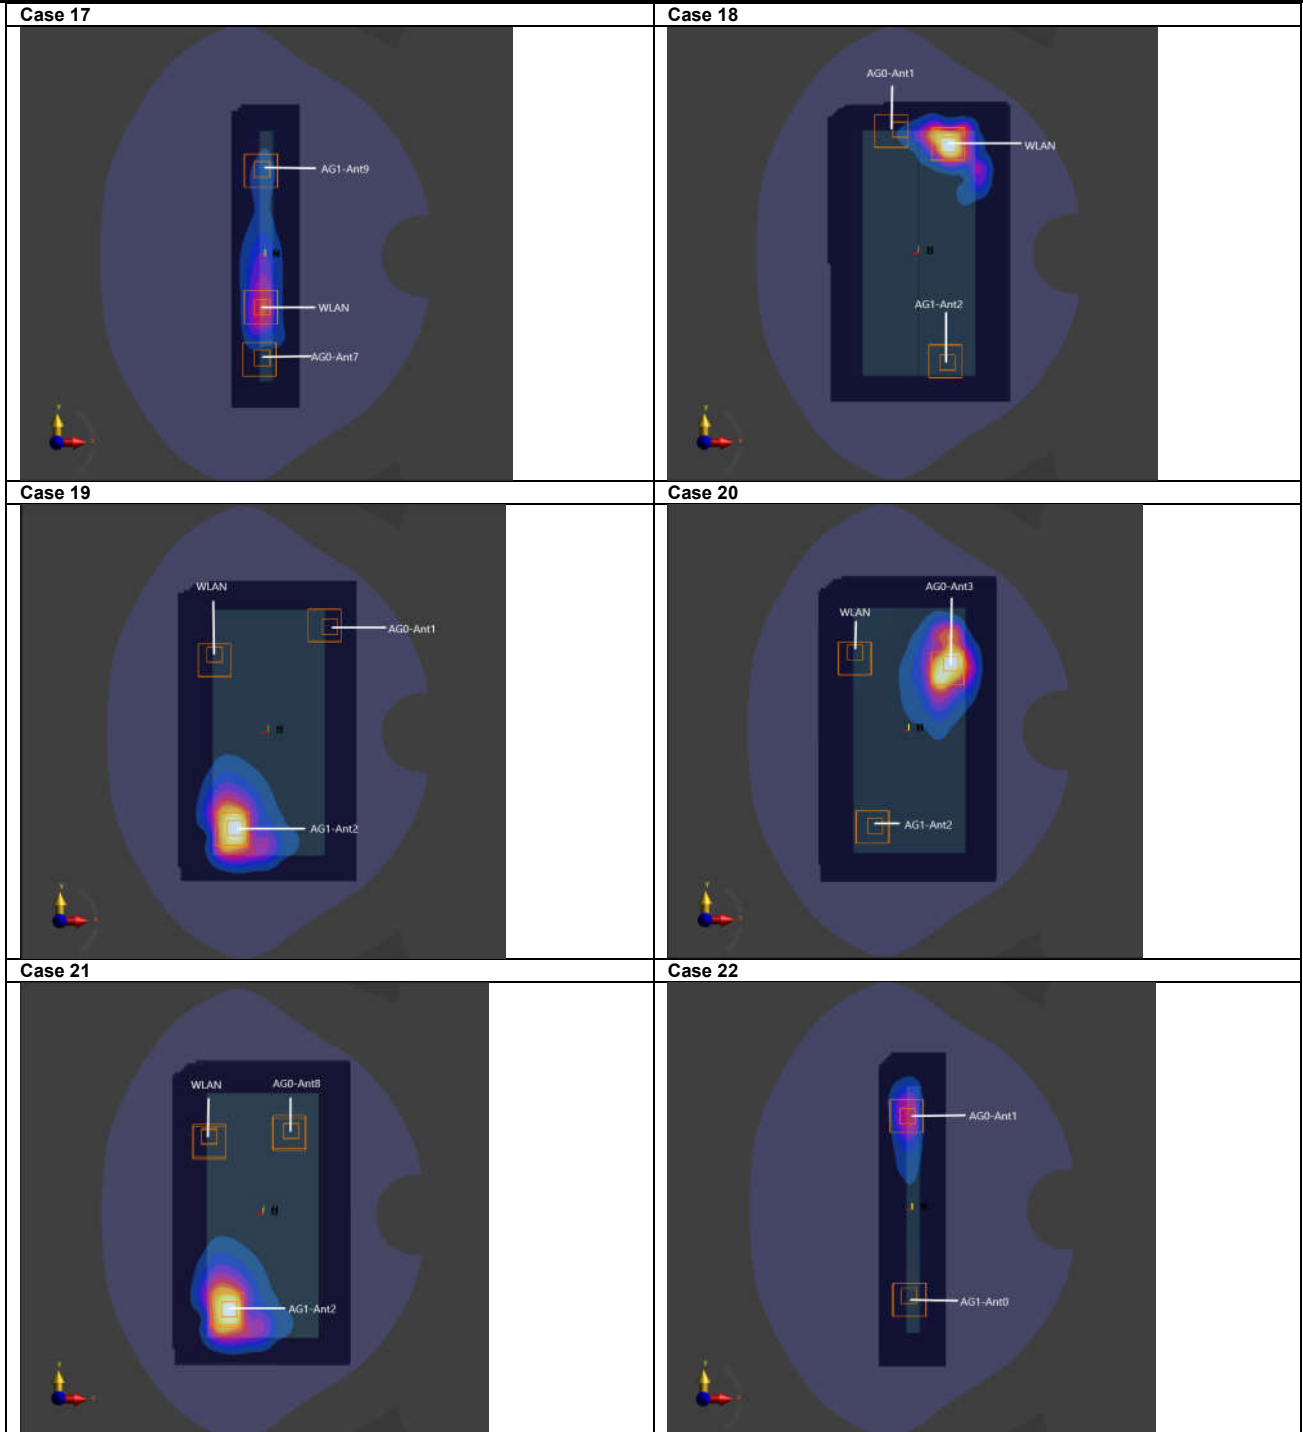 Case 17
Case 18
AG1-Ant9
WLAN
AG0-Ant7
AG0-Ant1
WLAN
AG1-Ant2
Case 19
Case 20
WLAN
AG0-Ant1
AG1-Ant2
AG0-Ant3
WLAN
AG1-Ant2
Case 21
Case 22
WLAN AG0-Ant8
AG1-Ant2
AG0-Ant1
AG1-Ant0